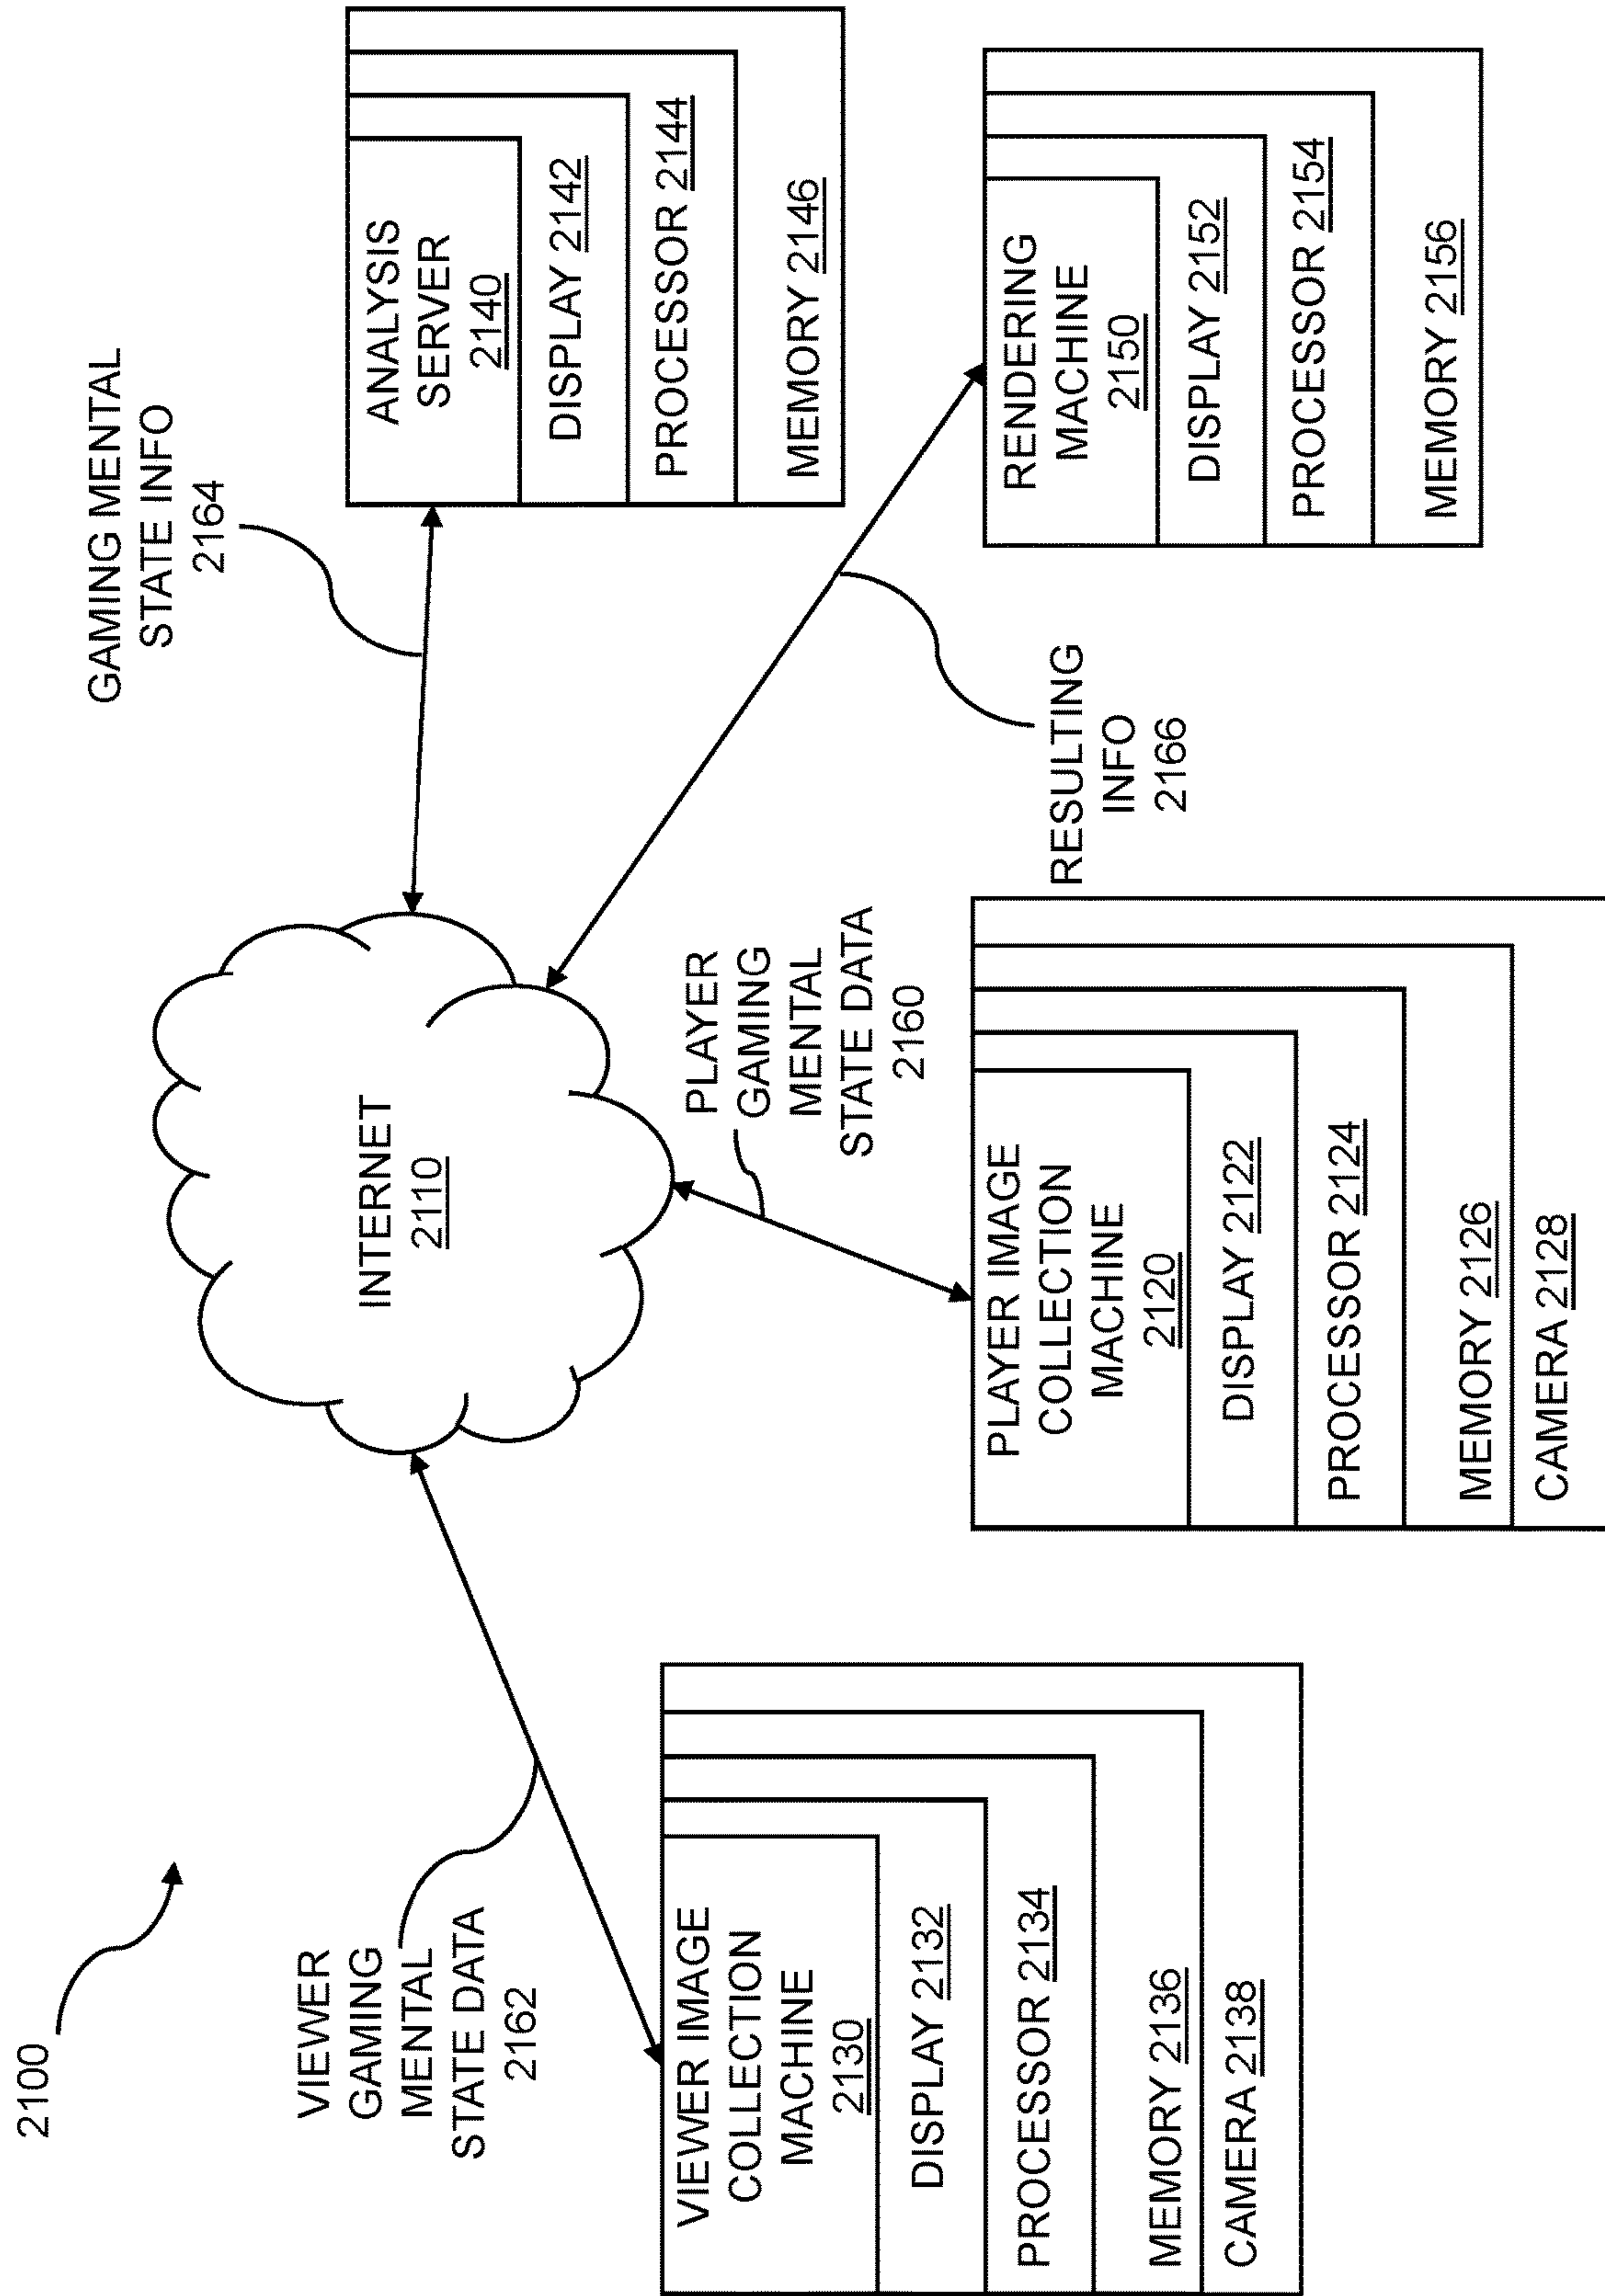 2100
VIEWER
GAMING
MENTAL
STATE DATA
2162
VIEWER IMAGE
COLLECTION
MACHINE
2130
DISPLAY 2132
PROCESSOR 2134
MEMORY 2136
CAMERA 2138
INTERNET
2110
PLAYER
GAMING
MENTAL
STATE DATA
2160
PLAYER IMAGE
COLLECTION
MACHINE
2120
DISPLAY 2122
PROCESSOR 2124
MEMORY 2126
CAMERA 2128
GAMING MENTAL
STATE INFO
2164
RESULTING
INFO
2166
ANALYSIS
SERVER
2140
DISPLAY 2142
PROCESSOR 2144
MEMORY 2146
RENDERING
MACHINE
2150
DISPLAY 2152
PROCESSOR 2154
MEMORY 2156